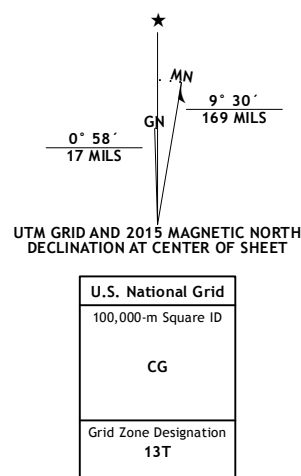 MN
GN
9° 30´
169 MILS
0° 58´
17 MILS
UTM GRID AND 2015 MAGNETIC NORTH
DECLINATION AT CENTER OF SHEET
U.S. National Grid
100,000-m Square ID
CG
Grid Zone Designation
13T